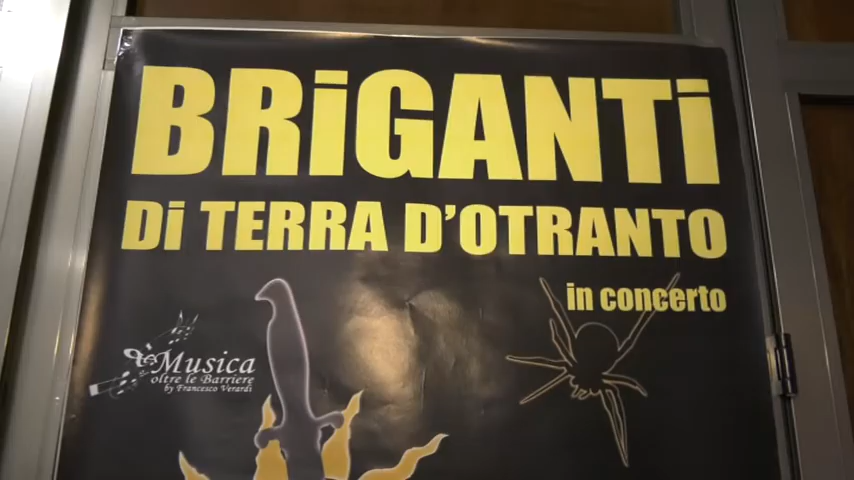 BRiGANTi
Di TERRA D'OTRANTO
in concerto
Musica
oltre le Barriere
by Francesco Verardi